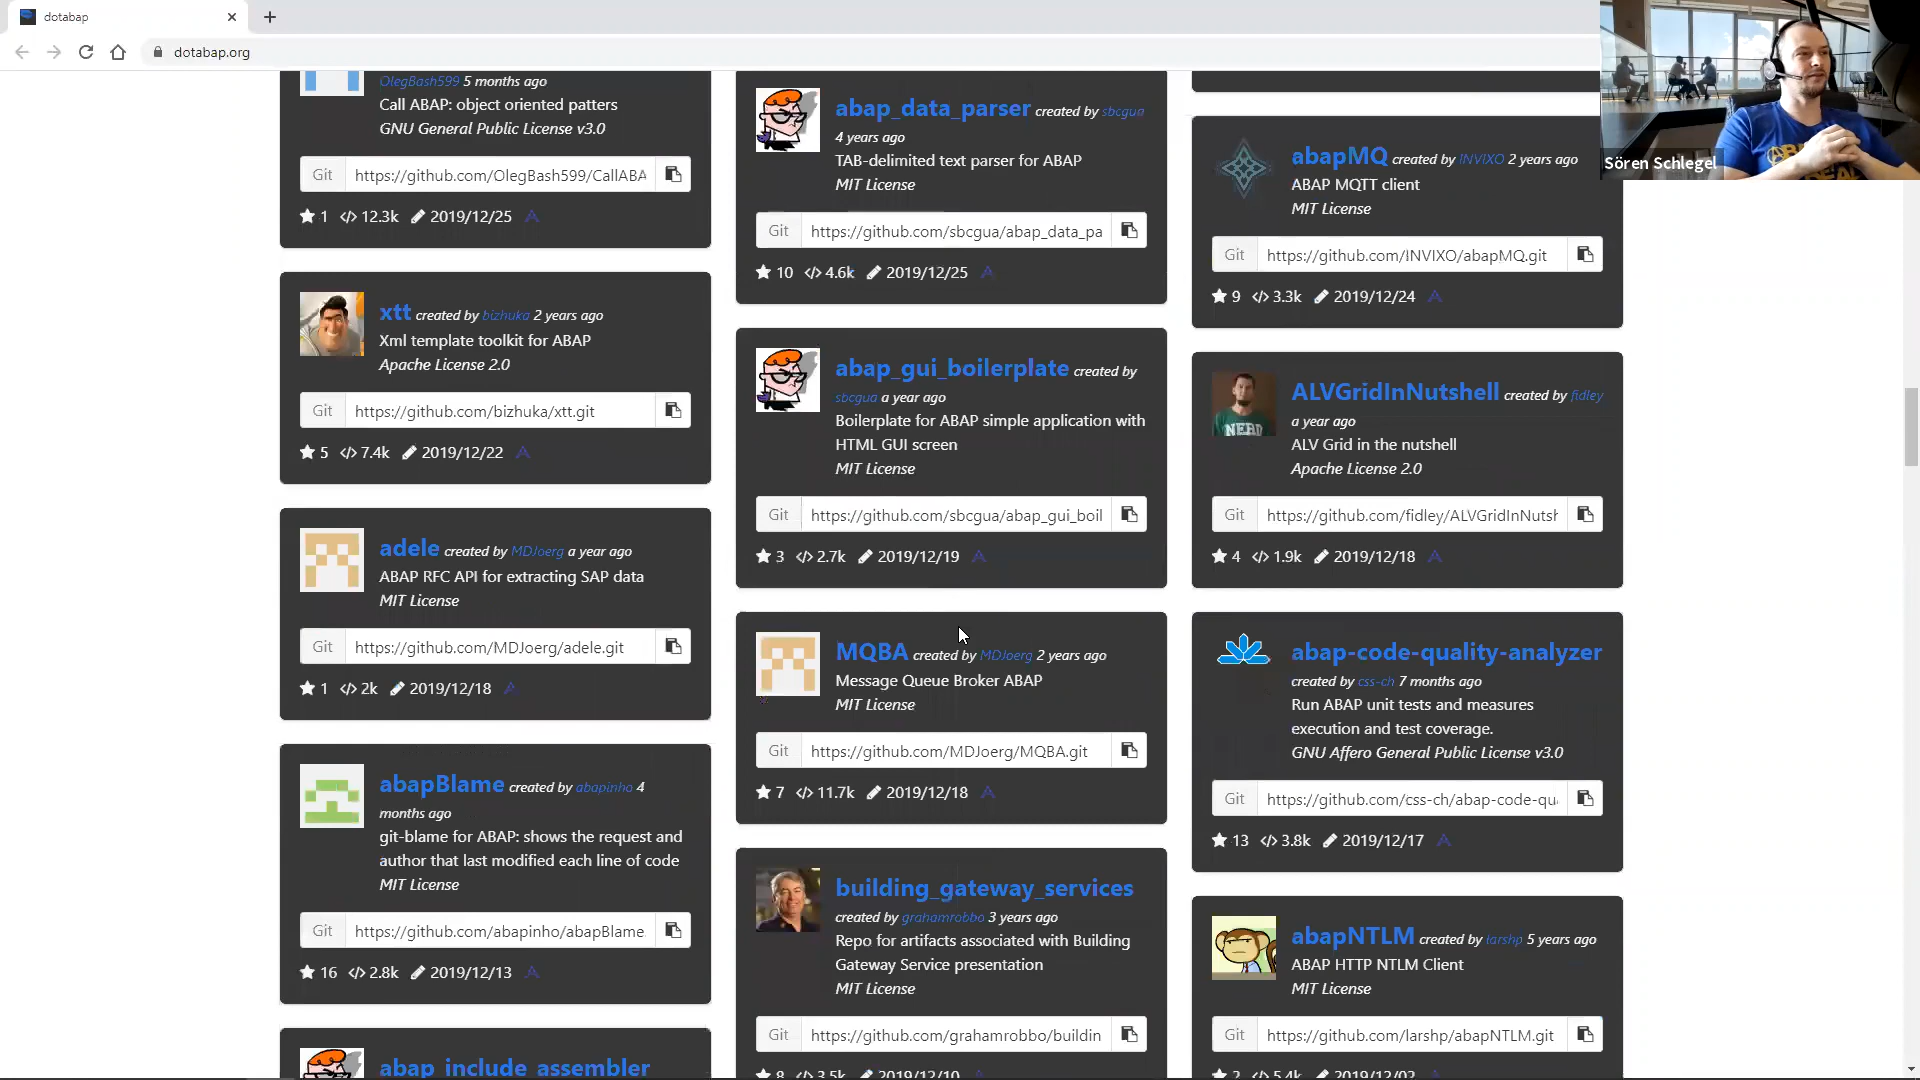 dotabap
dotabap.org
Sören Schlegel
OlegBash599 5 months ago
Call ABAP: object oriented patters
GNU General Public License v3.0
Git https://github.com/OlegBash599/CallABA
1 </> 12.3k 2019/12/25
xtt created by bizhuka 2 years ago
Xml template toolkit for ABAP
Apache License 2.0
Git https://github.com/bizhuka/xtt.git
5 </> 7.4k 2019/12/22
adele created by MDJoerg a year ago
ABAP RFC API for extracting SAP data
MIT License
Git https://github.com/MDJoerg/adele.git
1 </> 2k 2019/12/18
abapBlame created by abapinho 4
months ago
git-blame for ABAP: shows the request and
author that last modified each line of code
MIT License
Git https://github.com/abapinho/abapBlame
16 </> 2.8k 2019/12/13
abap_include_assembler
abap_data_parser created by sbcgua
4 years ago
TAB-delimited text parser for ABAP
MIT License
Git https://github.com/sbcgua/abap_data_pa
10 </> 4.6k 2019/12/25
abap_gui_boilerplate created by
sbcgua a year ago
Boilerplate for ABAP simple application with
HTML GUI screen
MIT License
Git https://github.com/sbcgua/abap_gui_boil
3 </> 2.7k 2019/12/19
MQBA created by MDJoerg 2 years ago
Message Queue Broker ABAP
MIT License
Git https://github.com/MDJoerg/MQBA.git
7 </> 11.7k 2019/12/18
building_gateway_services
created by grahamrobbo 3 years ago
Repo for artifacts associated with Building
Gateway Service presentation
MIT License
Git https://github.com/grahamrobbo/buildin
8 </> 3.5k 2019/12/10
abapMQ created by INVIXO 2 years ago
ABAP MQTT client
MIT License
Git https://github.com/INVIXO/abapMQ.git
9 </> 3.3k 2019/12/24
ALVGridInNutshell created by fidley
a year ago
ALV Grid in the nutshell
Apache License 2.0
Git https://github.com/fidley/ALVGridInNutsh
4 </> 1.9k 2019/12/18
abap-code-quality-analyzer
created by css-ch 7 months ago
Run ABAP unit tests and measures
execution and test coverage.
GNU Affero General Public License v3.0
Git https://github.com/css-ch/abap-code-qu
13 </> 3.8k 2019/12/17
abapNTLM created by larshp 5 years ago
ABAP HTTP NTLM Client
MIT License
Git https://github.com/larshp/abapNTLM.git
2 </> 5.4k 2019/12/02